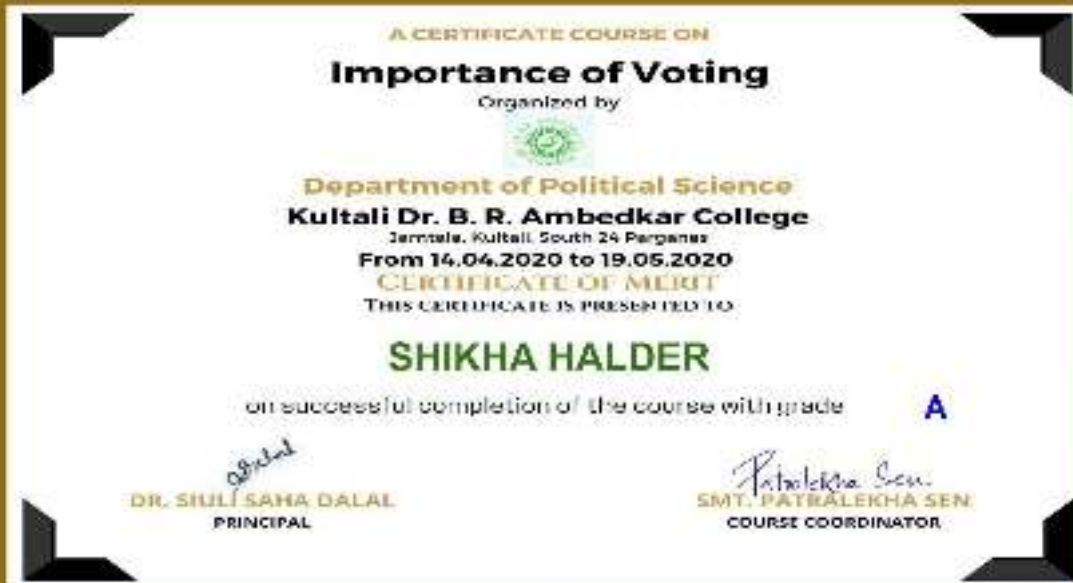 A CERTIFICATE COURSE ON
Importance of Voting
Organized by
Department of Political Science
Kultali Dr. B. R. Ambedkar College
Jamtala, Kultali, South 24 Parganas
From 14.04.2020 to 19.05.2020
CERTIFICATE OF MERIT
THIS CERTIFICATE IS PRESENTED TO
SHIKHA HALDER
on successful completion of the course with grade A
Patralekha Sen.
DR. SIULI SAHA DALAL
SMT. PATRALEKHA SEN
PRINCIPAL
COURSE COORDINATOR